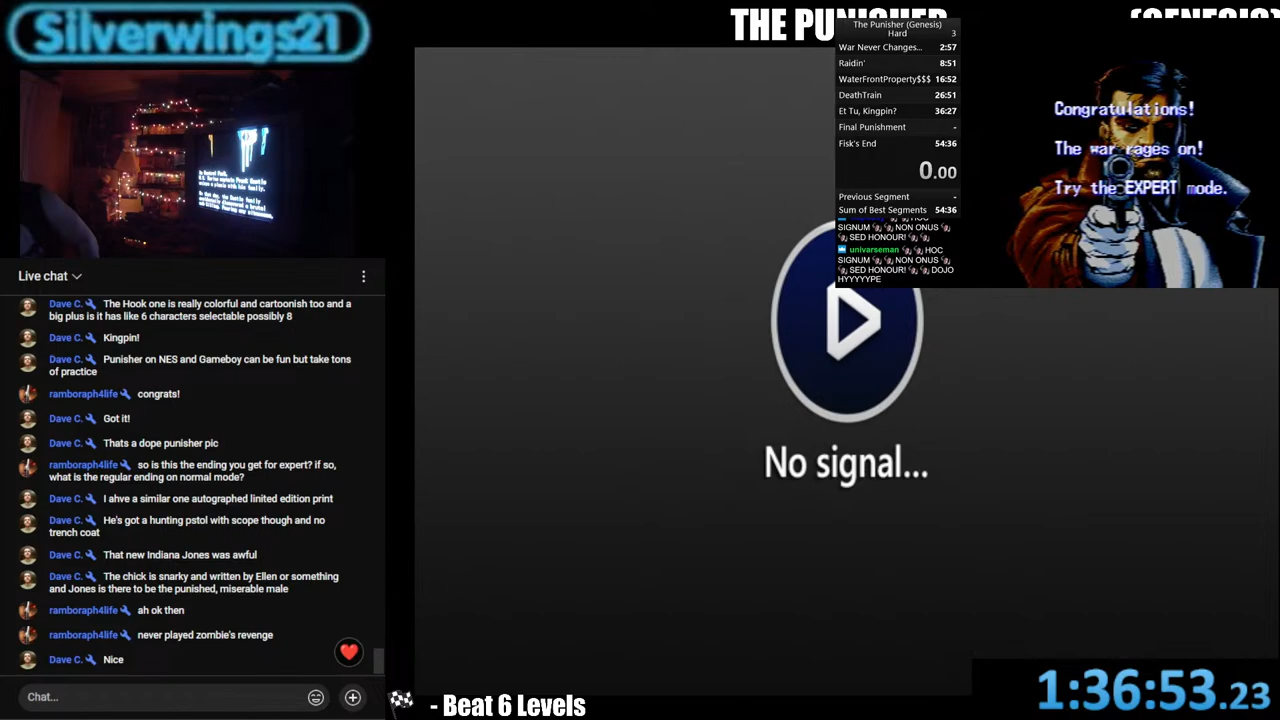 Silverwings21
THE PU
The Punisher (Genesis)
Hard
3
War Never Changes... 2:57
Raidin' 8:51
WaterFrontProperty$$$ 16:52
DeathTrain 26:51
Et Tu, Kingpin? 36:27
Final Punishment -
Fisk's End 54:36
0.00
Previous Segment -
Sum of Best Segments 54:36
SIGNUM NON ONUS
SED HONOUR!
univarseman HOC
SIGNUM NON ONUS
SED HONOUR! DOJO
HYYYYYPE
Congratulations!
The war rages on!
Try the EXPERT mode.
Live chat
Dave C. The Hook one is really colorful and cartoonish too and a
big plus is it has like 6 characters selectable possibly 8
Dave C. Kingpin!
Dave C. Punisher on NES and Gameboy can be fun but take tons
of practice
ramboraph4life congrats!
Dave C. Got it!
Dave C. Thats a dope punisher pic
ramboraph4life so is this the ending you get for expert? if so,
what is the regular ending on normal mode?
Dave C. I ahve a similar one autographed linited edition print
Dave C. He's got a hunting pstol with scope though and no
trench coat
Dave C. That new Indiana Jones was awful
Dave C. The chick is snarky and written by Ellen or something
and Jones is there to be the punished, miserable male
ramboraph4life ah ok then
ramboraph4life never played zombie's revenge
Dave C. Nice
Chat...
No signal...
- Beat 6 Levels
1:36:53.23